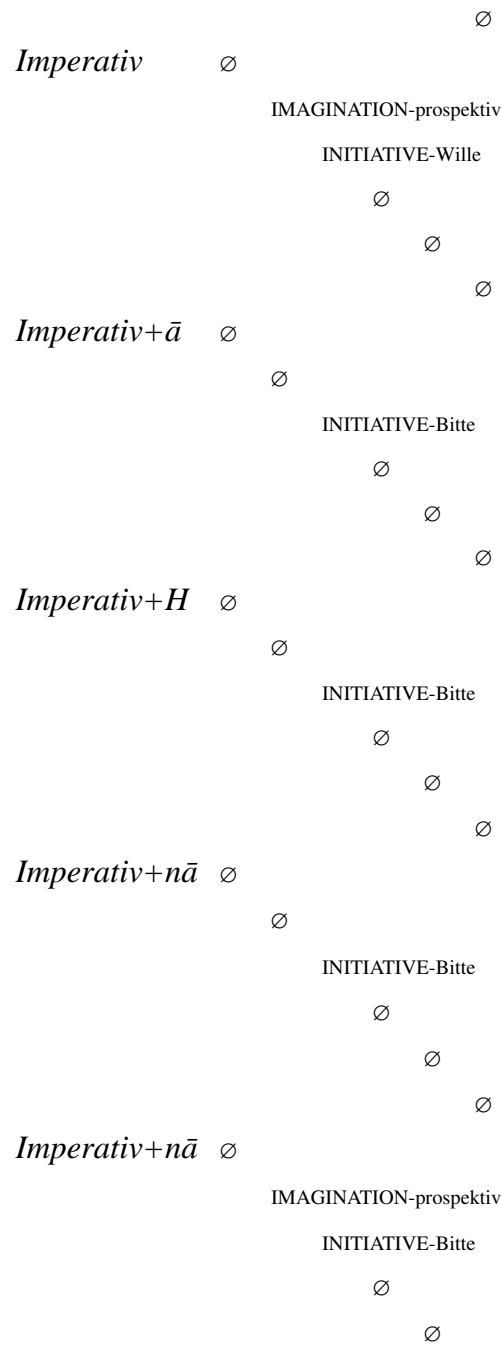 ∅
Imperativ ∅
IMAGINATION-prospektiv
INITIATIVE-Wille
∅
∅
∅
Imperativ+ā ∅
∅
INITIATIVE-Bitte
∅
∅
∅
Imperativ+H ∅
∅
INITIATIVE-Bitte
∅
∅
∅
Imperativ+nā ∅
∅
INITIATIVE-Bitte
∅
∅
∅
Imperativ+nā ∅
IMAGINATION-prospektiv
INITIATIVE-Bitte
∅
∅